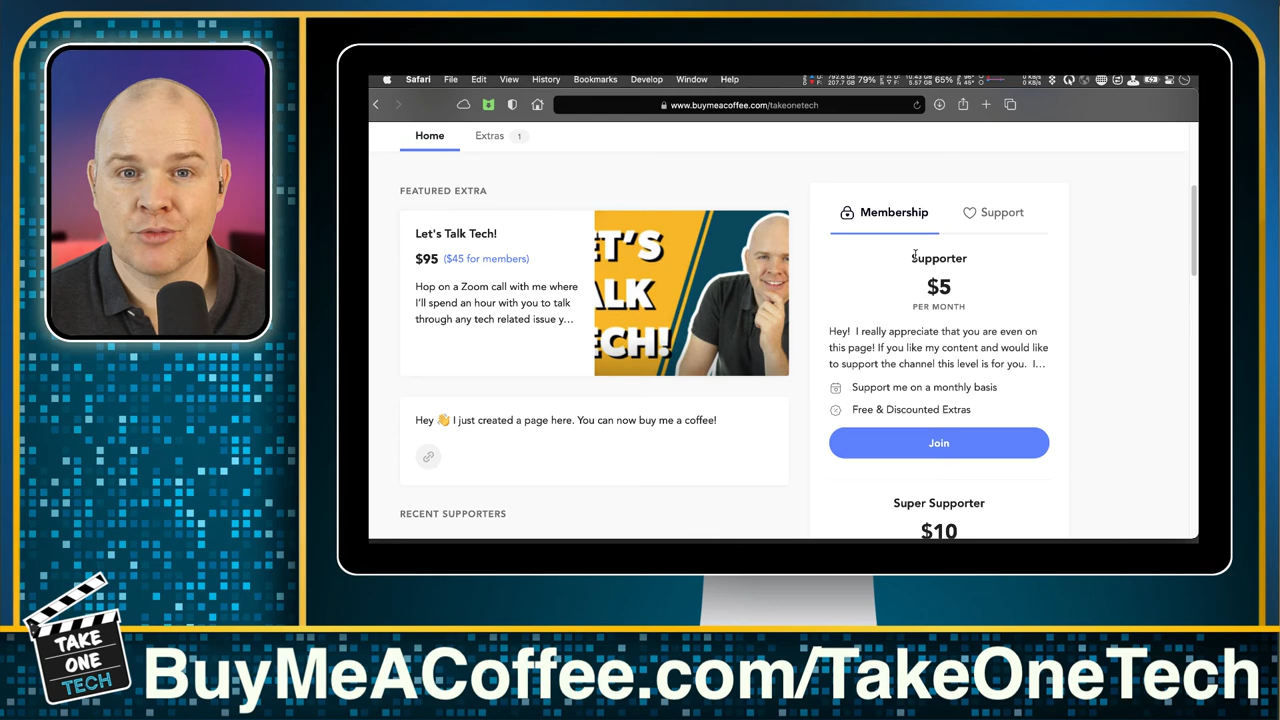 Safari File Edit View History Bookmarks Develop Window Help
79% 65%
www.buymeacoffee.com/takeonetech
Home Extras 1
FEATURED EXTRA
Let's Talk Tech!
$95 ($45 for members)
Hop on a Zoom call with me where
I'll spend an hour with you to talk
through any tech related issue y...
ET'S
ALK
ECH!
Hey 👋 I just created a page here. You can now buy me a coffee!
RECENT SUPPORTERS
Membership Support
Supporter
$5
PER MONTH
Hey! I really appreciate that you are even on
this page! If you like my content and would like
to support the channel this level is for you. I...
Support me on a monthly basis
Free & Discounted Extras
Join
Super Supporter
$10
TAKE
ONE
TECH
BuyMeACoffee.com/TakeOneTech